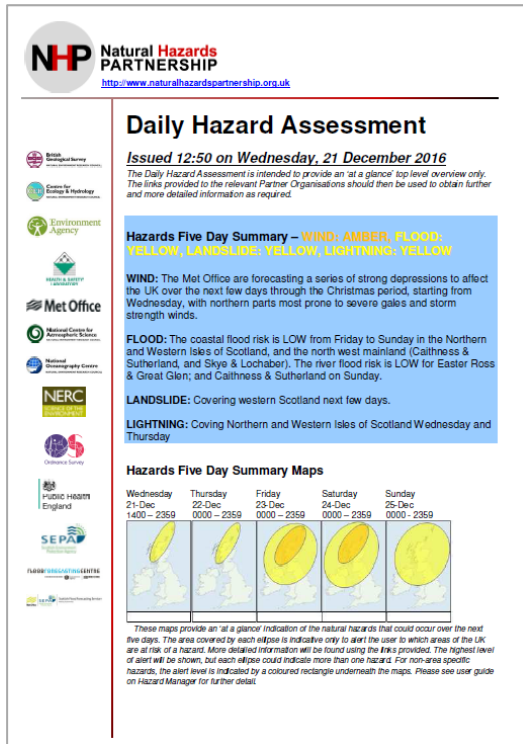 NHP Natural Hazards
PARTNERSHIP
http://www.naturalhazardspartnership.org.uk
Daily Hazard Assessment
Issued 12:50 on Wednesday, 21 December 2016
The Daily Hazard Assessment is intended to provide an 'at a glance' top level overview only.
The links provided to the relevant Partner Organisations should then be used to obtain further
and more detailed information as required.
Hazards Five Day Summary – WIND: AMBER, FLOOD:
YELLOW, LANDSLIDE: YELLOW, LIGHTNING: YELLOW
WIND: The Met Office are forecasting a series of strong depressions to affect
the UK over the next few days through the Christmas period, starting from
Wednesday, with northern parts most prone to severe gales and storm
strength winds.
FLOOD: The coastal flood risk is LOW from Friday to Sunday in the Northern
and Western Isles of Scotland, and the north west mainland (Caithness &
Sutherland, and Skye & Lochaber). The river flood risk is LOW for Easter Ross
& Great Glen; and Caithness & Sutherland on Sunday.
LANDSLIDE: Covering western Scotland next few days.
LIGHTNING: Coving Northern and Western Isles of Scotland Wednesday and
Thursday
Hazards Five Day Summary Maps
Wednesday Thursday Friday Saturday Sunday
21-Dec 22-Dec 23-Dec 24-Dec 25-Dec
1400 – 2359 0000 – 2359 0000 – 2359 0000 – 2359 0000 - 2359
These maps provide an 'at a glance' indication of the natural hazards that could occur over the next
five days. The area covered by each ellipse is indicative only to alert the user to which areas of the UK
are at risk of a hazard. More detailed information will be found using the links provided. The highest level
of alert will be shown, but each ellipse could indicate more than one hazard. For non-area specific
hazards, the alert level is indicated by a coloured rectangle underneath the maps. Please see user guide
on Hazard Manager for further detail.
British
Geological Survey
Centre for
Ecology & Hydrology
Environment
Agency
HEALTH & SAFETY
LABORATORY
Met Office
National Centre for
Atmospheric Science
National
Oceanography Centre
NERC
SCIENCE OF THE
ENVIRONMENT
Ordnance Survey
Public Health
England
SEPA
FLOODFORECASTINGCENTRE